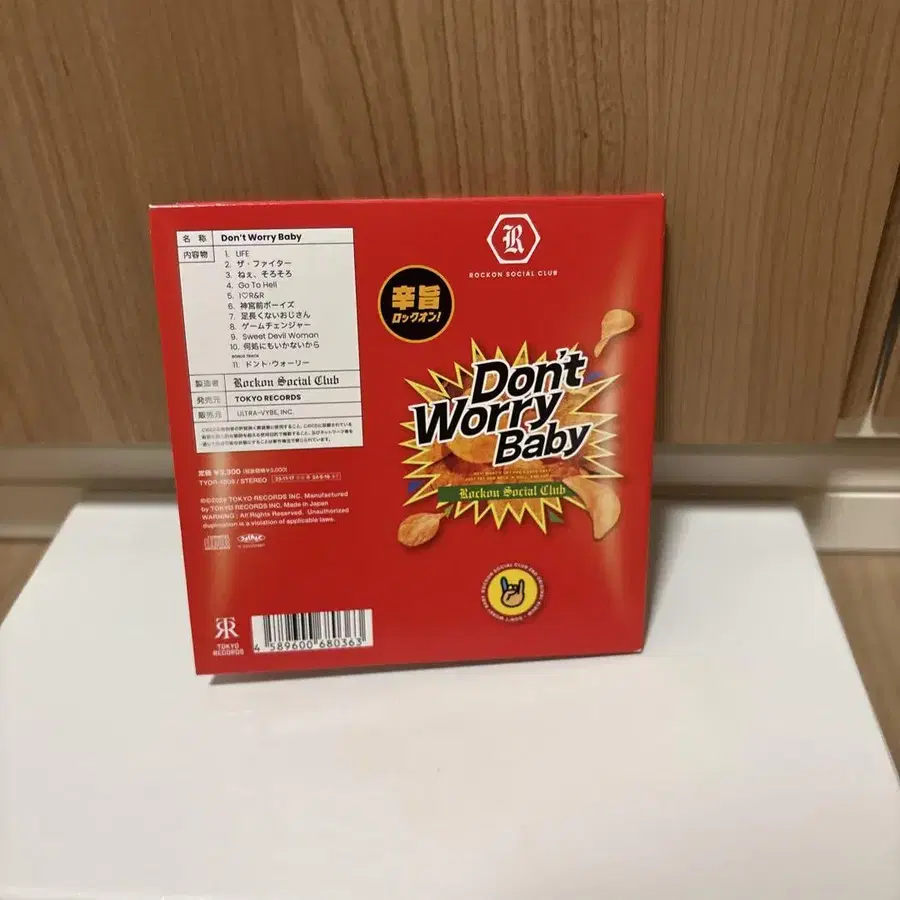 名称 Don't Worry Baby
内容物
1. LIFE
2. ザ・ファイター
3. ねぇ、そろそろ
4. Go To Hell
5. I♡R&R
6. 神宮前ボーイズ
7. 足長くないおじさん
8. ゲームチェンジャー
9. Sweet Devil Woman
10. 何処にもいかないから
BONUS TRACK
11. ドント・ウォーリー
製造者 Rockon Social Club
発売元 TOKYO RECORDS
販売元 ULTRA-VYBE, INC.
定価 ¥3,300 (税抜価格¥3,000)
STEREO
TOKYO RECORDS INC. Manufactured
by TOKYO RECORDS INC. Made in Japan
WARNING : All Rights Reserved. Unauthorized
duplication is a violation of applicable laws.
TR
TOKYO
RECORDS
4 589600 680363
R
ROCKON SOCIAL CLUB
辛旨
ロックオン!
Don't
Worry
Baby
Rockon Social Club